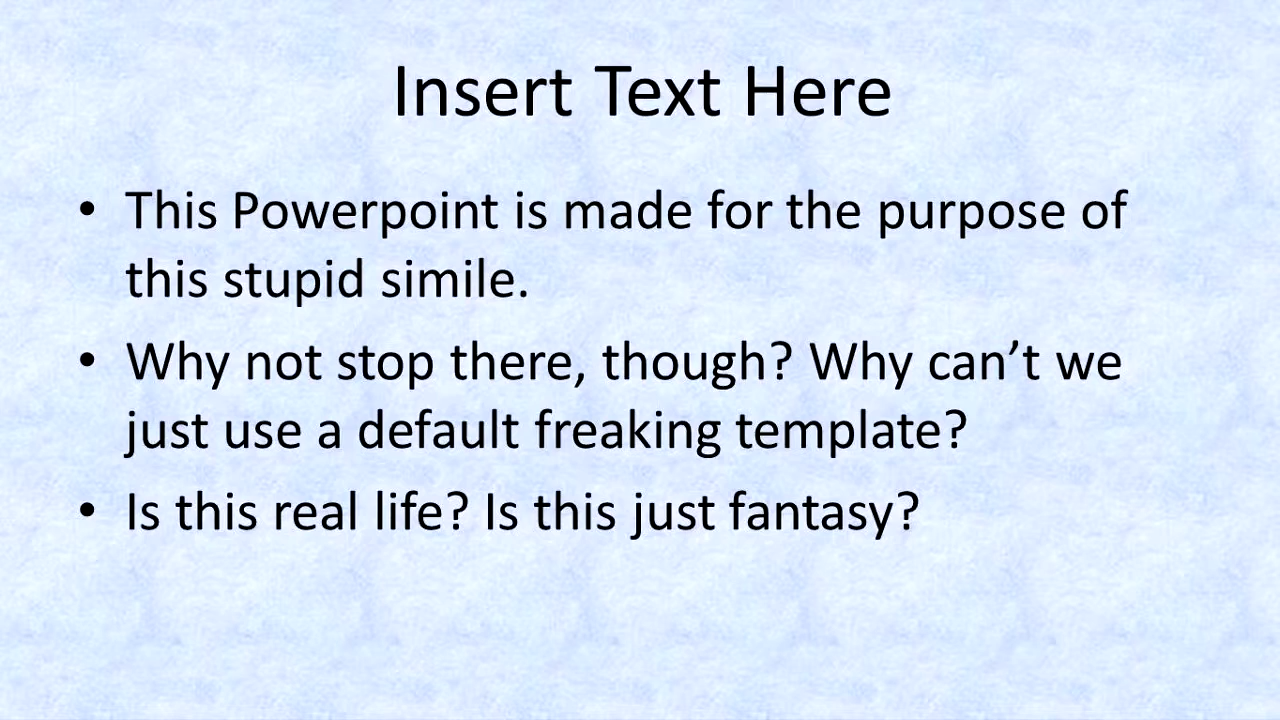 Insert Text Here
• This Powerpoint is made for the purpose of
this stupid simile.
• Why not stop there, though? Why can’t we
just use a default freaking template?
• Is this real life? Is this just fantasy?